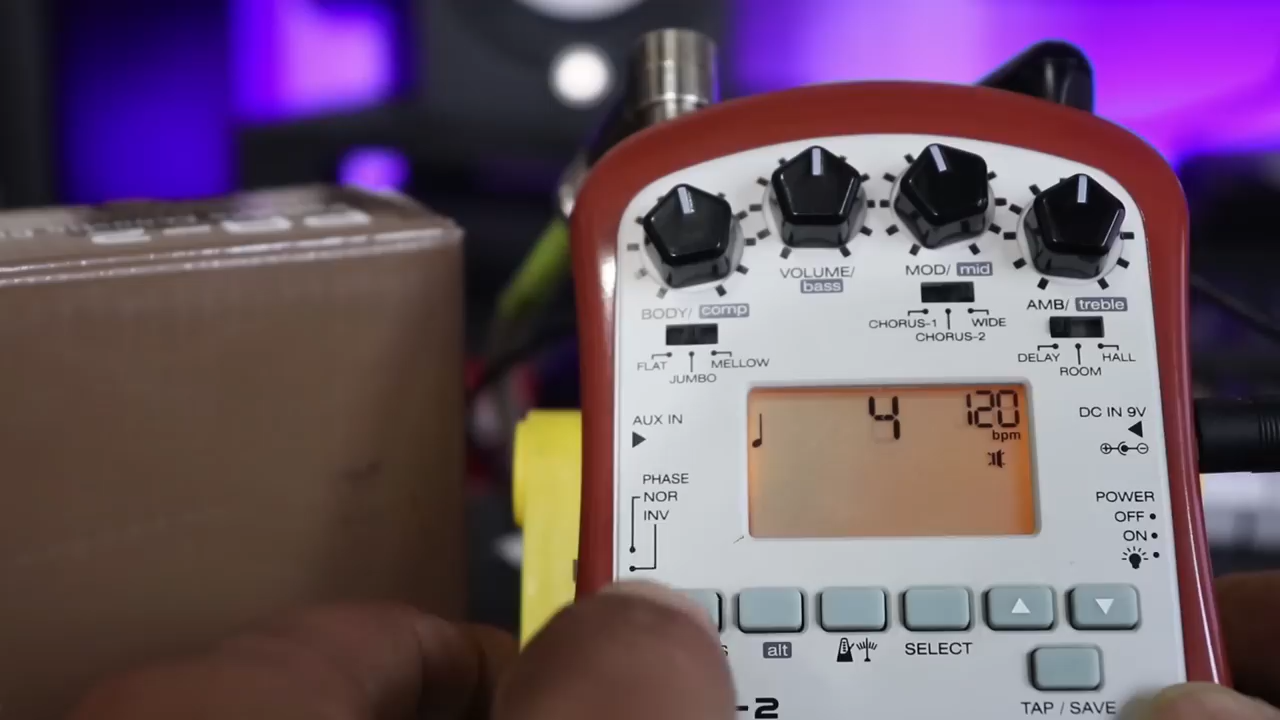 VOLUME/
bass
MOD/ mid
CHORUS-1
WIDE
CHORUS-2
BODY/ comp
FLAT
MELLOW
JUMBO
AMB/ treble
DELAY
HALL
ROOM
AUX IN
4
120
bpm
DC IN 9V
PHASE
NOR
INV
POWER
OFF
ON
alt
SELECT
TAP / SAVE
-2